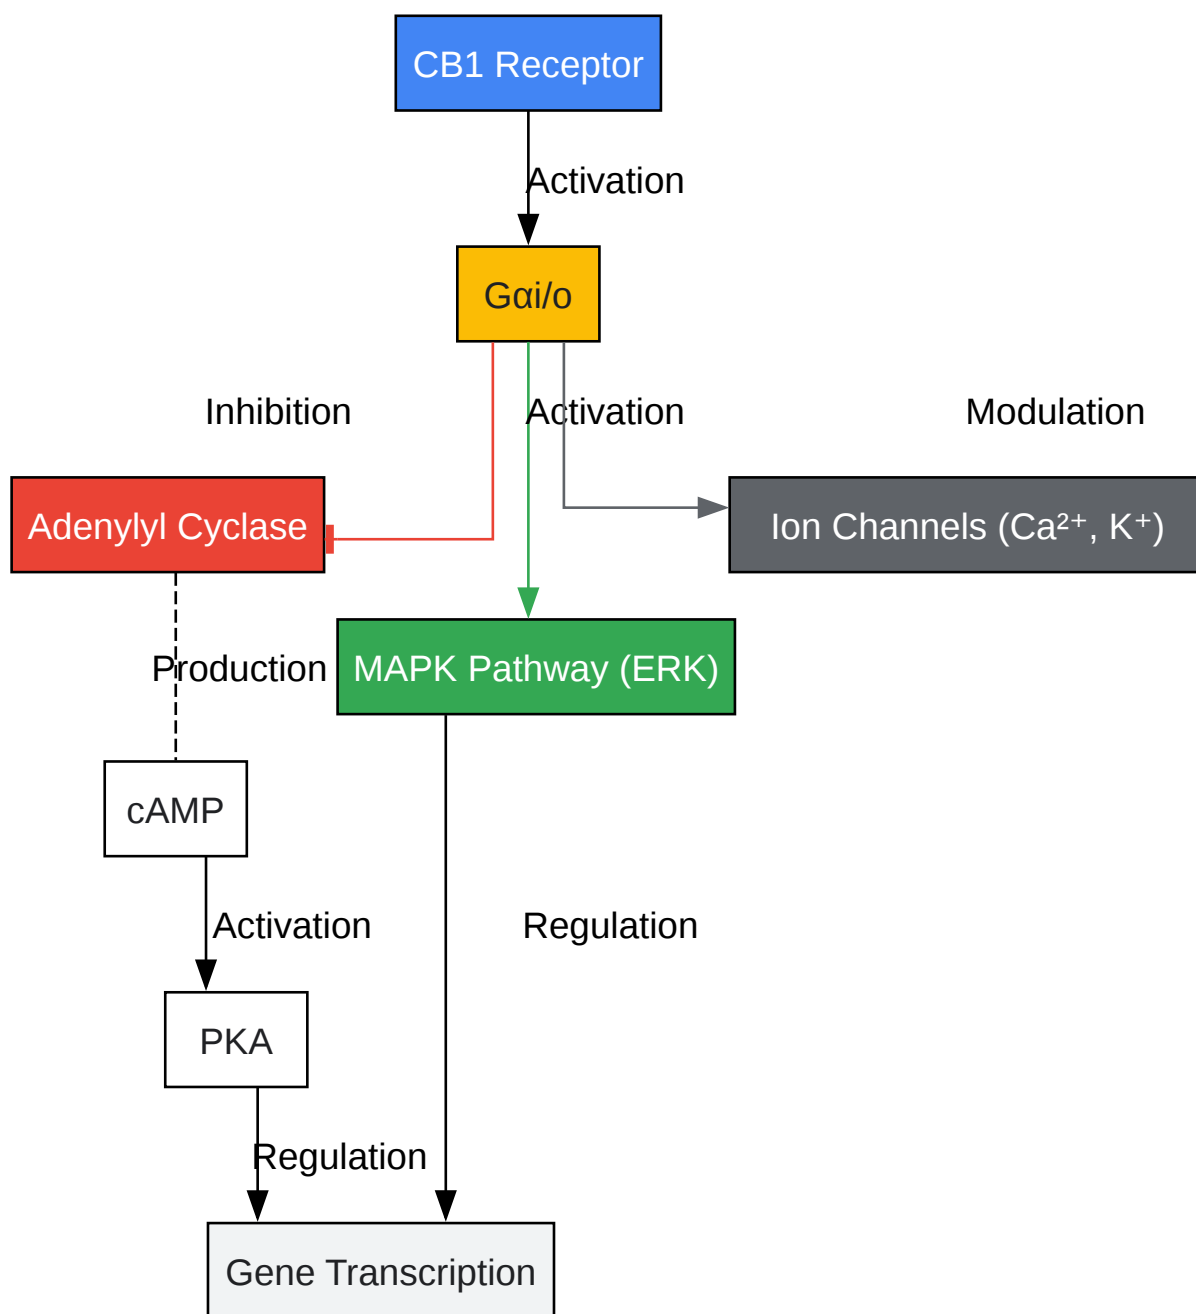 CB1 Receptor
Activation
Gαi/o
Inhibition
Activation
Modulation
Adenylyl Cyclase
Ion Channels (Ca²⁺, K⁺)
Production
MAPK Pathway (ERK)
cAMP
Activation
Regulation
PKA
Regulation
Gene Transcription